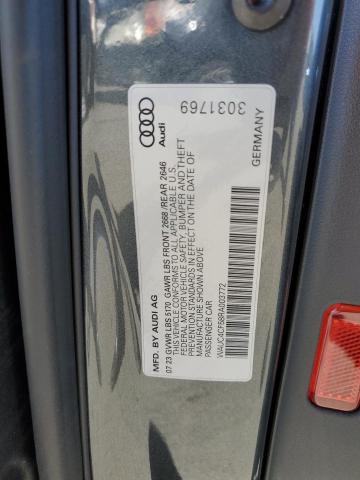 Audi
3031769
MFD. BY AUDI AG
GERMANY
07 23 GVWR LBS 5170 GAWR LBS FRONT 2668 /REAR 2646
THIS VEHICLE CONFORMS TO ALL APPLICABLE U.S.
FEDERAL MOTOR VEHICLE SAFETY, BUMPER AND THEFT
PREVENTION STANDARDS IN EFFECT ON THE DATE OF
MANUFACTURE SHOWN ABOVE
PASSENGER CAR
WAUC4CF58RA003772